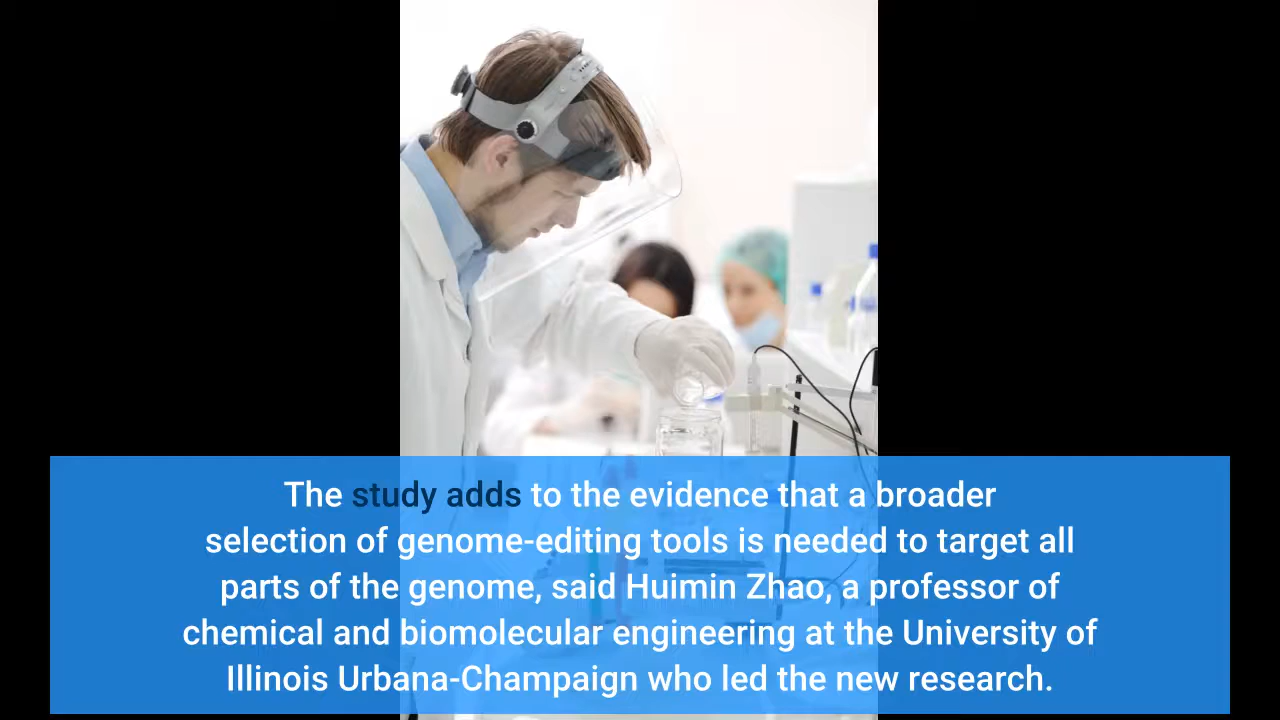 The study adds to the evidence that a broader
selection of genome-editing tools is needed to target all
parts of the genome, said Huimin Zhao, a professor of
chemical and biomolecular engineering at the University of
Illinois Urbana-Champaign who led the new research.